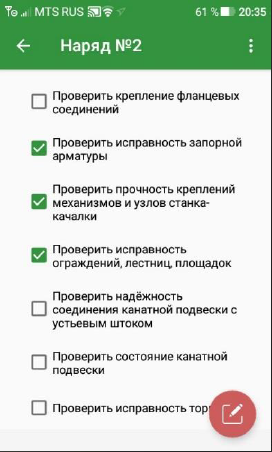 MTS RUS 61 % 20:35
Наряд №2
Проверить крепление фланцевых
соединений
Проверить исправность запорной
арматуры
Проверить прочность креплений
механизмов и узлов станка-
качалки
Проверить исправность
ограждений, лестниц, площадок
Проверить надёжность
соединения канатной подвески с
устьевым штоком
Проверить состояние канатной
подвески
Проверить исправность